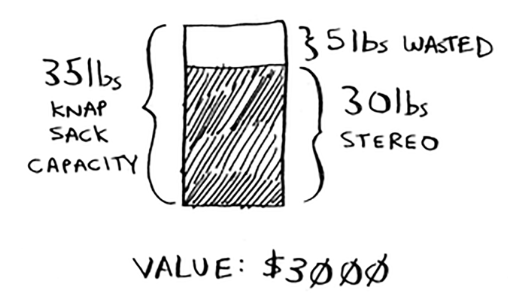 35lbs
KNAP
SACK
CAPACITY
5lbs WASTED
30lbs
STEREO
VALUE: $3000